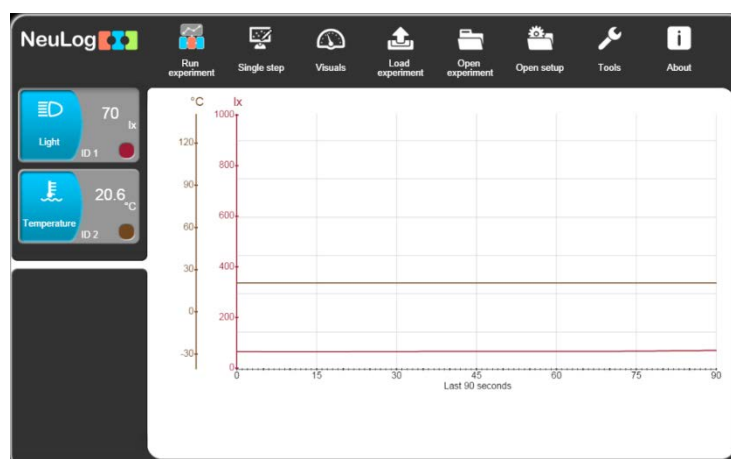 NeuLog
Run
experiment
Single step
Visuals
Load
experiment
Open
experiment
Open setup
Tools
About
Light
70
lx
ID 1
Temperature
20.6
°C
ID 2
°C
lx
120
90
60
30
0
-30
1000
800
600
400
200
0
0 15 30 45 60 75 90
Last 90 seconds